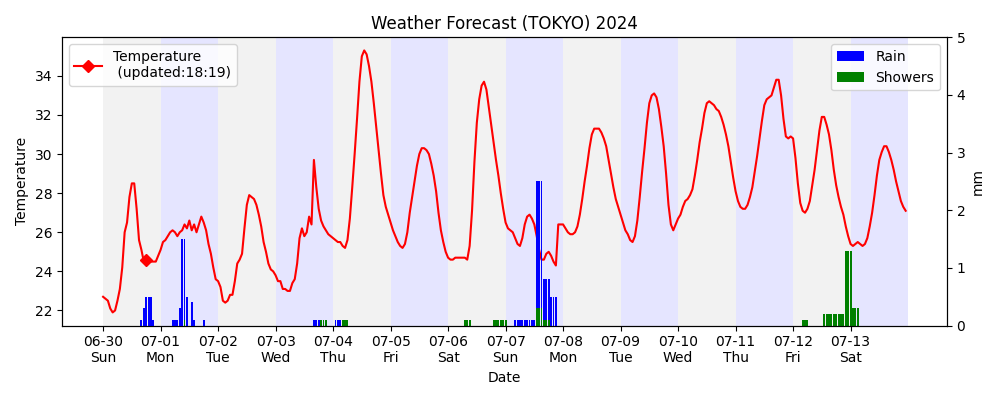 Weather Forecast (TOKYO) 2024
Temperature
(updated:18:19)
Rain
Showers
Temperature
34
32
30
28
26
24
22
5
4
3
2
1
0
mm
06-30 07-01 07-02 07-03 07-04 07-05 07-06 07-07 07-08 07-09 07-10 07-11 07-12 07-13
Sun Mon Tue Wed Thu Fri Sat Sun Mon Tue Wed Thu Fri Sat
Date